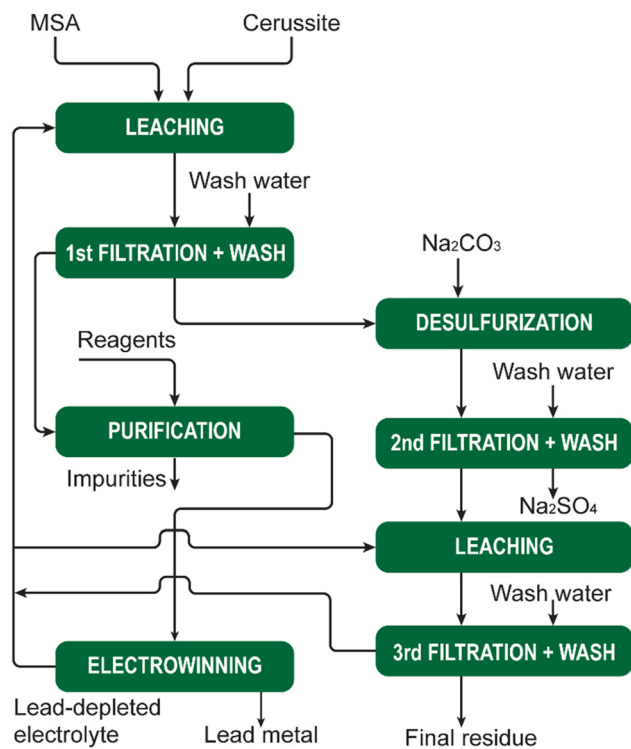 MSA
Cerussite
LEACHING
Wash water
1st FILTRATION + WASH
Na₂CO₃
DESULFURIZATION
Reagents
Wash water
PURIFICATION
2nd FILTRATION + WASH
Impurities
Na₂SO₄
LEACHING
Wash water
ELECTROWINNING
3rd FILTRATION + WASH
Lead-depleted
electrolyte
Lead metal
Final residue